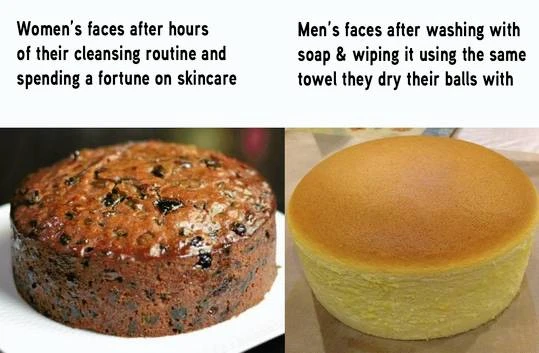 Women's faces after hours
of their cleansing routine and
spending a fortune on skincare
Men's faces after washing with
soap & wiping it using the same
towel they dry their balls with